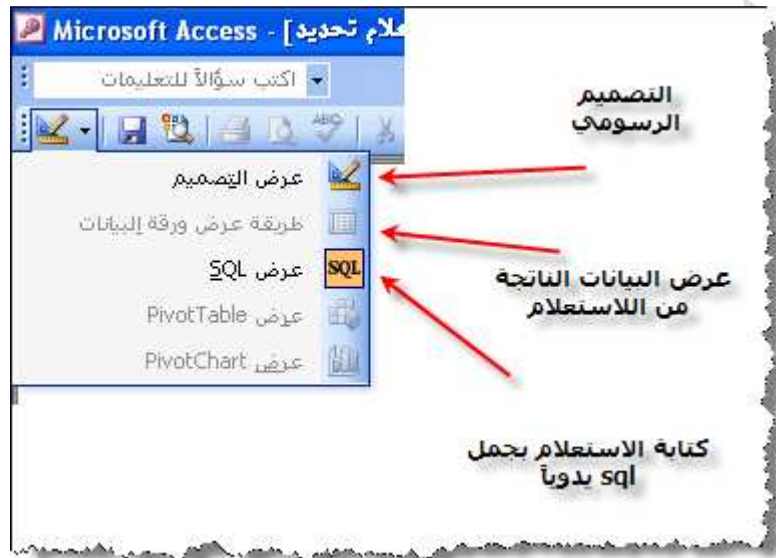 Microsoft Access - [علام تحديد
اكتب سؤالاً للتعليمات
عرض التصميم
طريقة عرض ورقة البيانات
عرض SQL
SQL
عرض PivotTable
عرض PivotChart
التصميم
الرسومي
عرض البيانات الناتجة
من اللاستعلام
كتابة الاستعلام بجمل
sql يدوياً